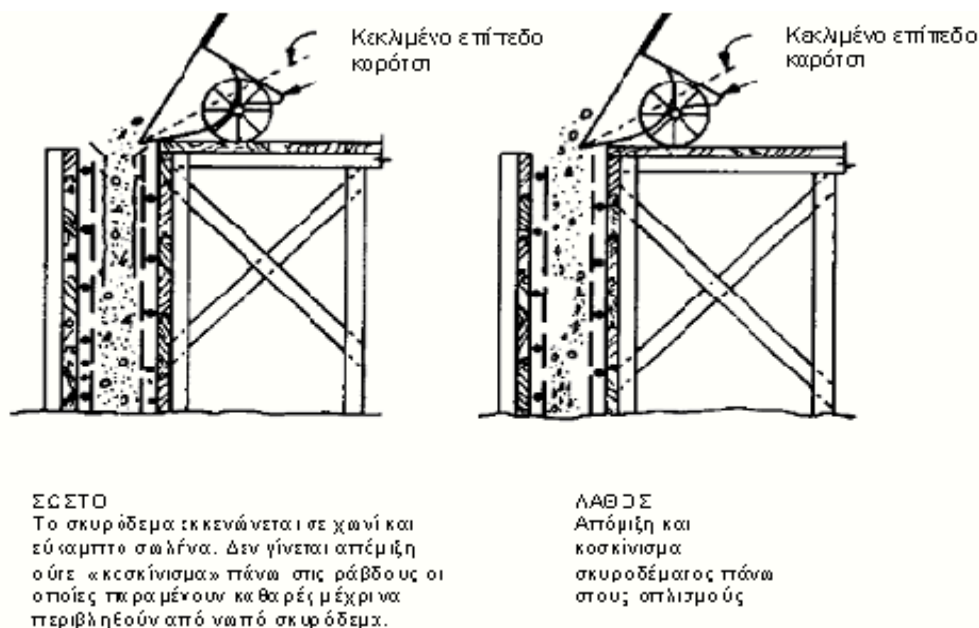 Κεκλιμένο επίπεδο
καρότσι
Κεκλιμένο επίπεδο
καρότσι
ΣΩΣΤΟ
Το σκυρόδεμα εκκενώνεται σε χωνί και
εύκαμπτο σωλήνα. Δεν γίνεται απόμιξη
ούτε «κοσκίνισμα» πάνω στις ράβδους οι
οποίες παραμένουν καθαρές μέχρι να
περιβληθούν από νωπό σκυρόδεμα.
ΛΑΘΟΣ
Απόμιξη και
κοσκίνισμα
σκυροδέματος πάνω
στους οπλισμούς